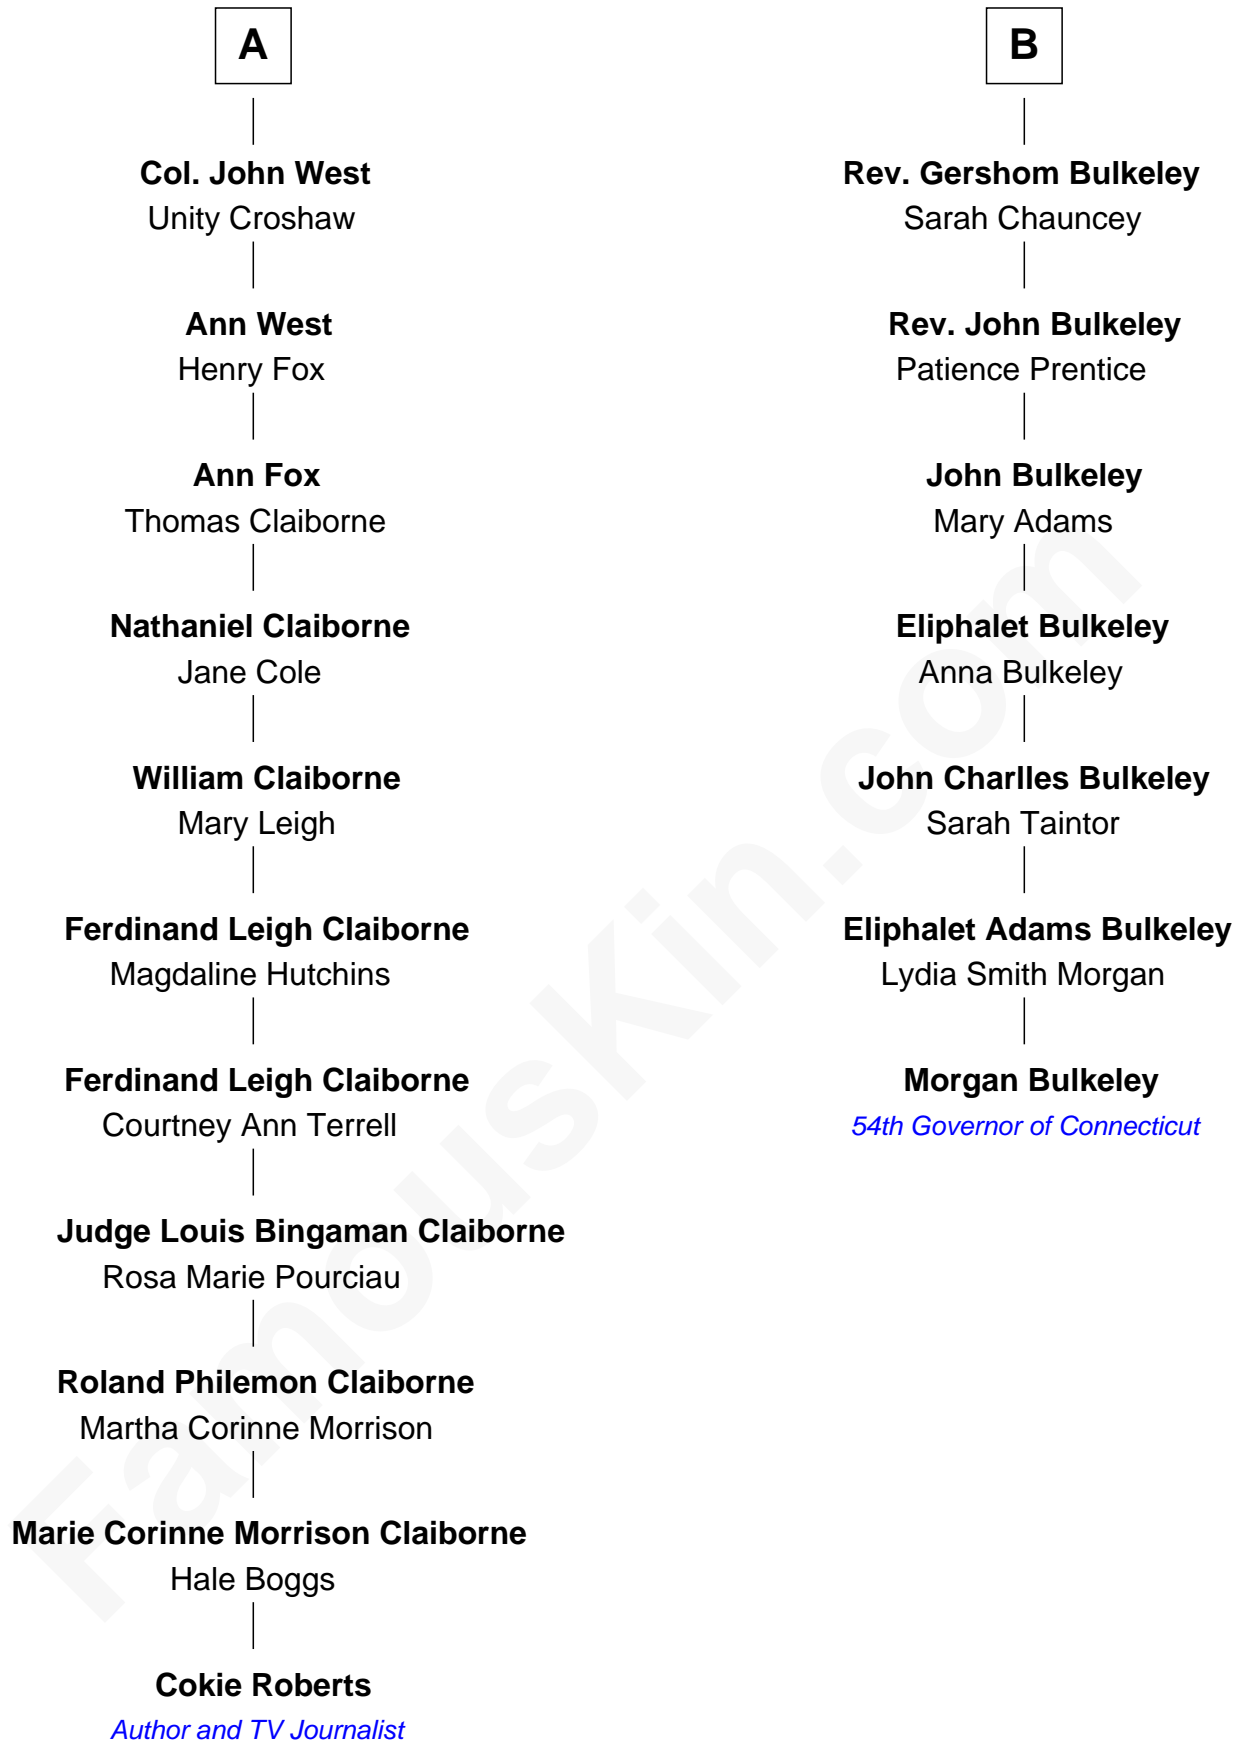 A
Col. John West
Unity Croshaw
Ann West
Henry Fox
Ann Fox
Thomas Claiborne
Nathaniel Claiborne
Jane Cole
William Claiborne
Mary Leigh
Ferdinand Leigh Claiborne
Magdaline Hutchins
Ferdinand Leigh Claiborne
Courtney Ann Terrell
Judge Louis Bingaman Claiborne
Rosa Marie Pourciau
Roland Philemon Claiborne
Martha Corinne Morrison
Marie Corinne Morrison Claiborne
Hale Boggs
Cokie Roberts
Author and TV Journalist
B
Rev. Gershom Bulkeley
Sarah Chauncey
Rev. John Bulkeley
Patience Prentice
John Bulkeley
Mary Adams
Eliphalet Bulkeley
Anna Bulkeley
John Charlles Bulkeley
Sarah Taintor
Eliphalet Adams Bulkeley
Lydia Smith Morgan
Morgan Bulkeley
54th Governor of Connecticut
FamousKin.com